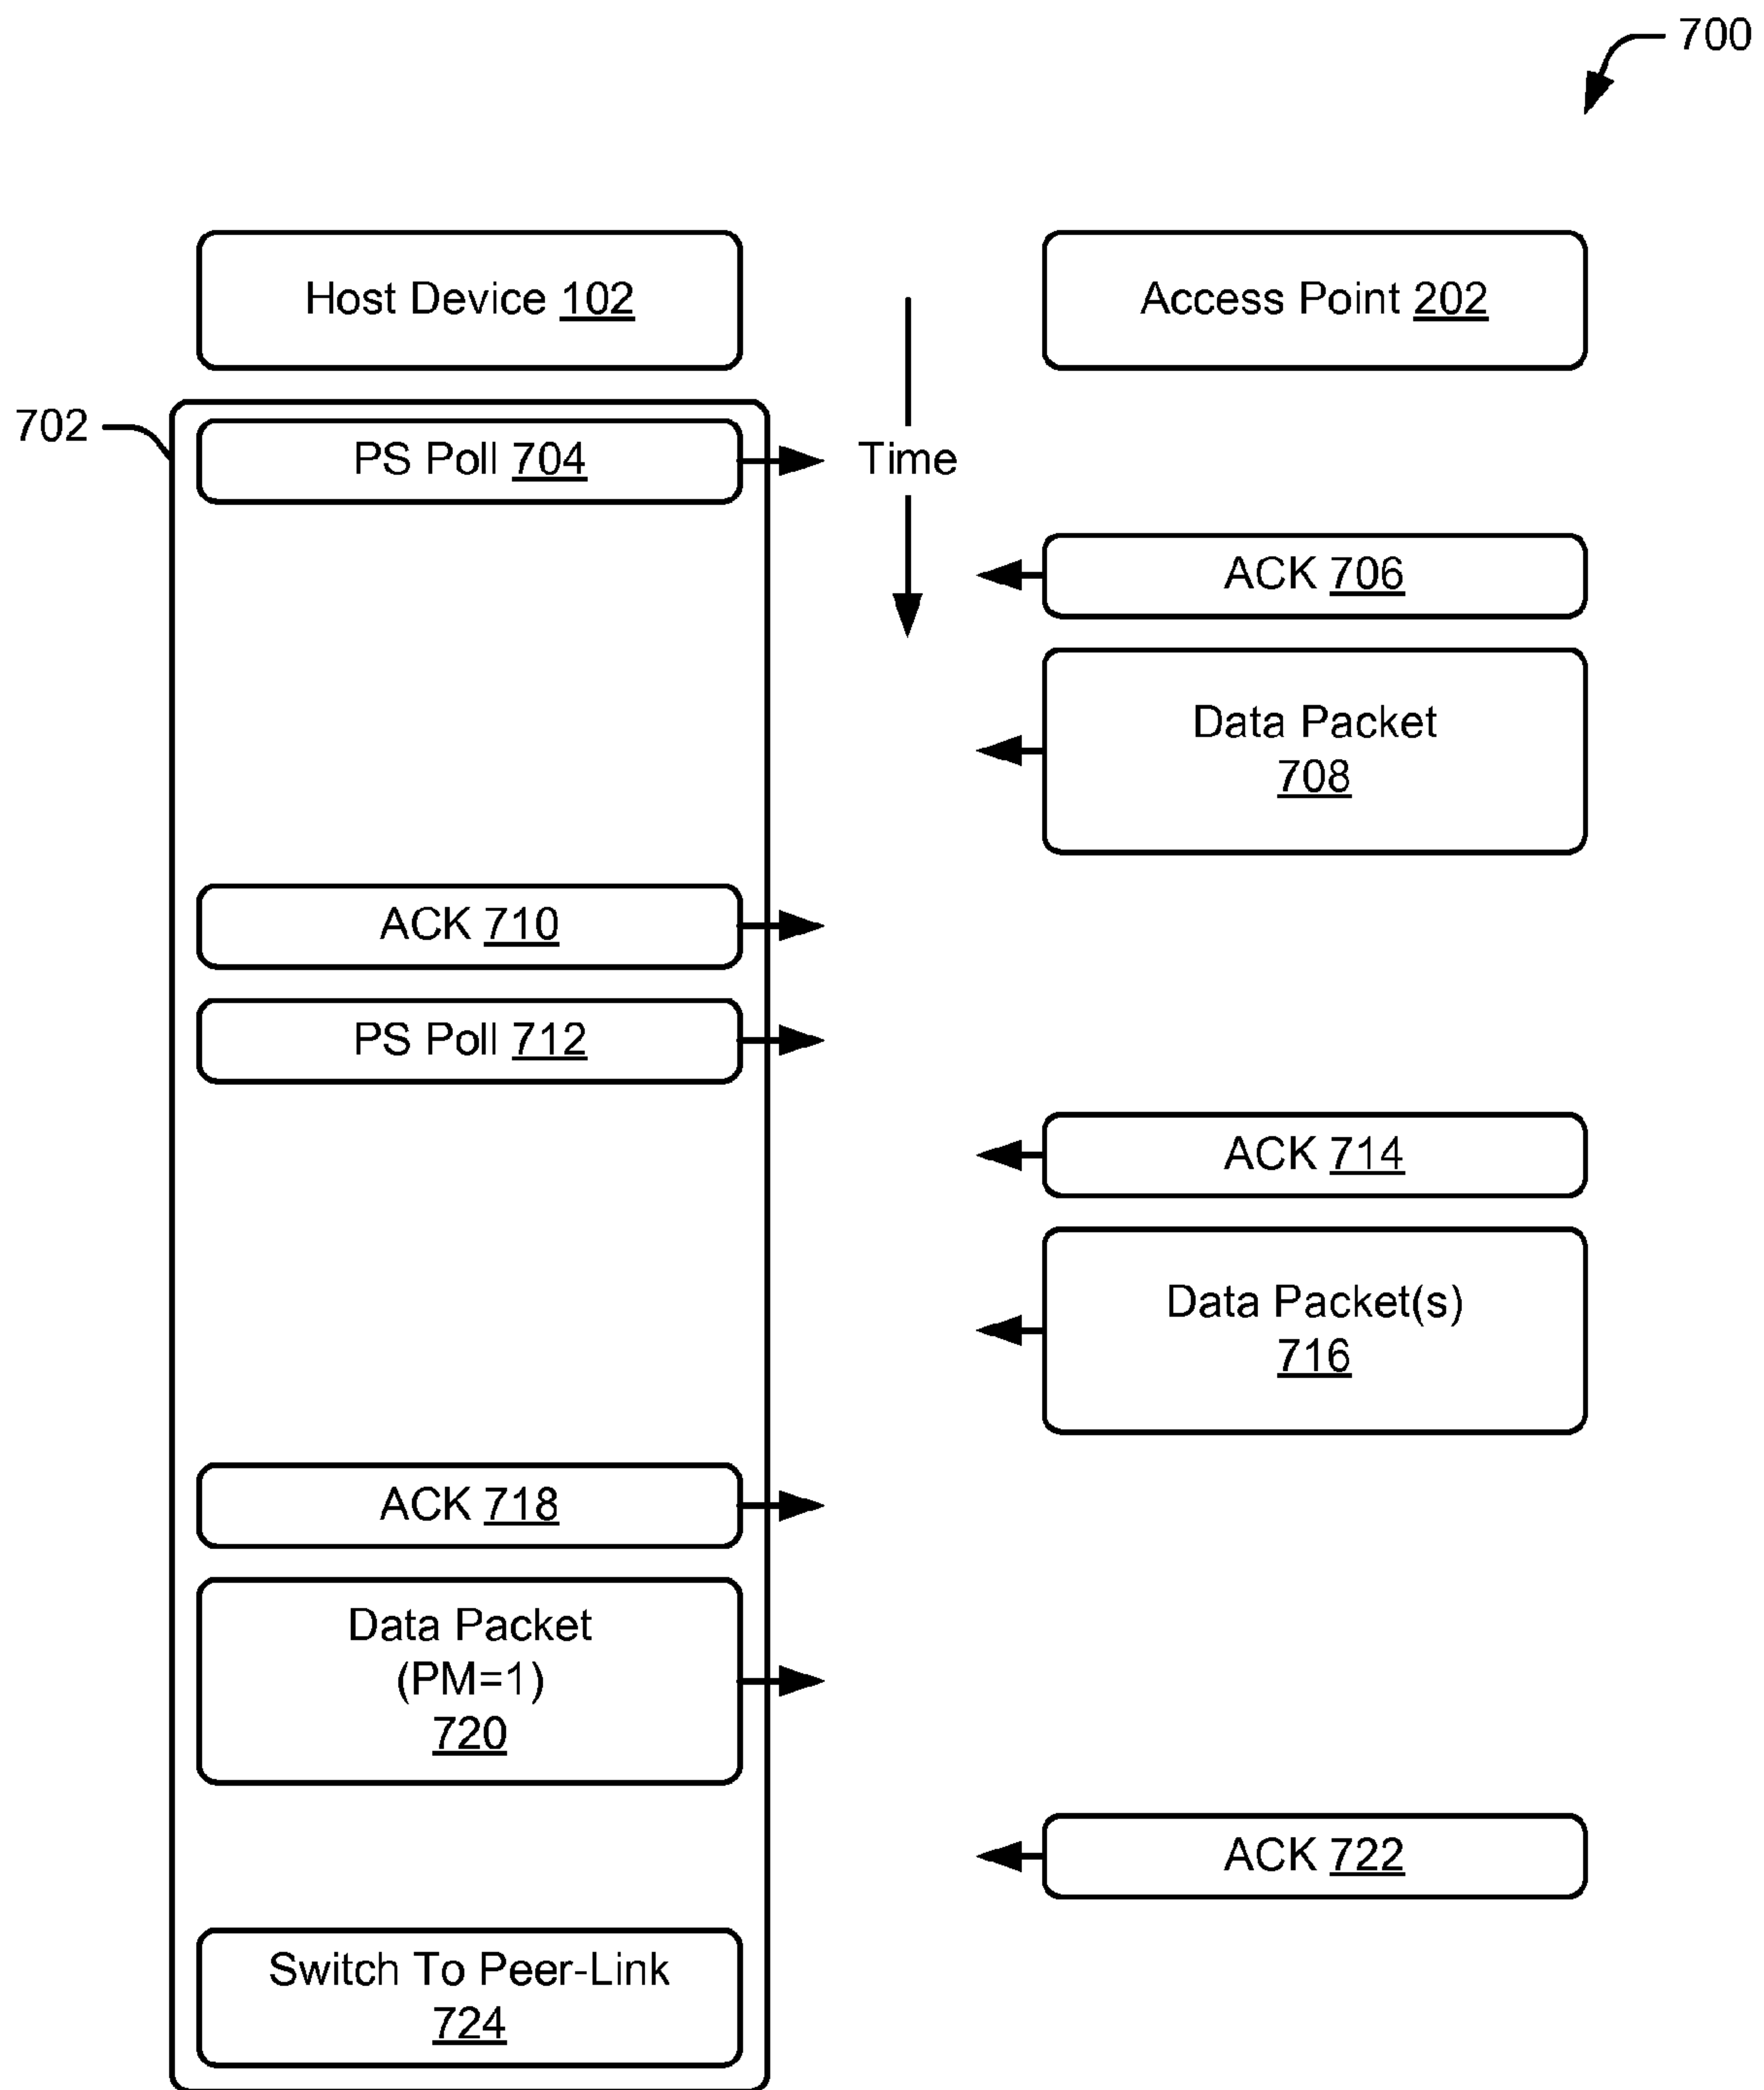 700
Host Device 102
Access Point 202
702
PS Poll 704
Time
ACK 706
Data Packet
708
ACK 710
PS Poll 712
ACK 714
Data Packet(s)
716
ACK 718
Data Packet
(PM=1)
720
ACK 722
Switch To Peer-Link
724